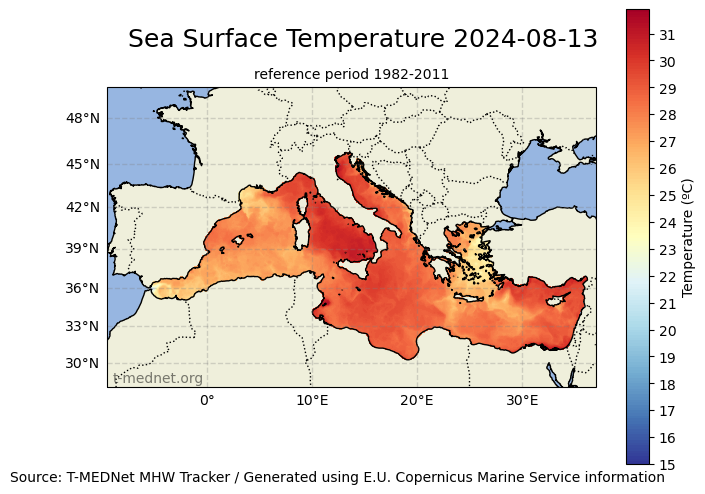 Sea Surface Temperature 2024-08-13
reference period 1982-2011
48°N
45°N
42°N
39°N
36°N
33°N
30°N
t-mednet.org
0°
10°E
20°E
30°E
31
30
29
28
27
26
25
24
23
22
21
20
19
18
17
16
15
Temperature (ºC)
Source: T-MEDNet MHW Tracker / Generated using E.U. Copernicus Marine Service information